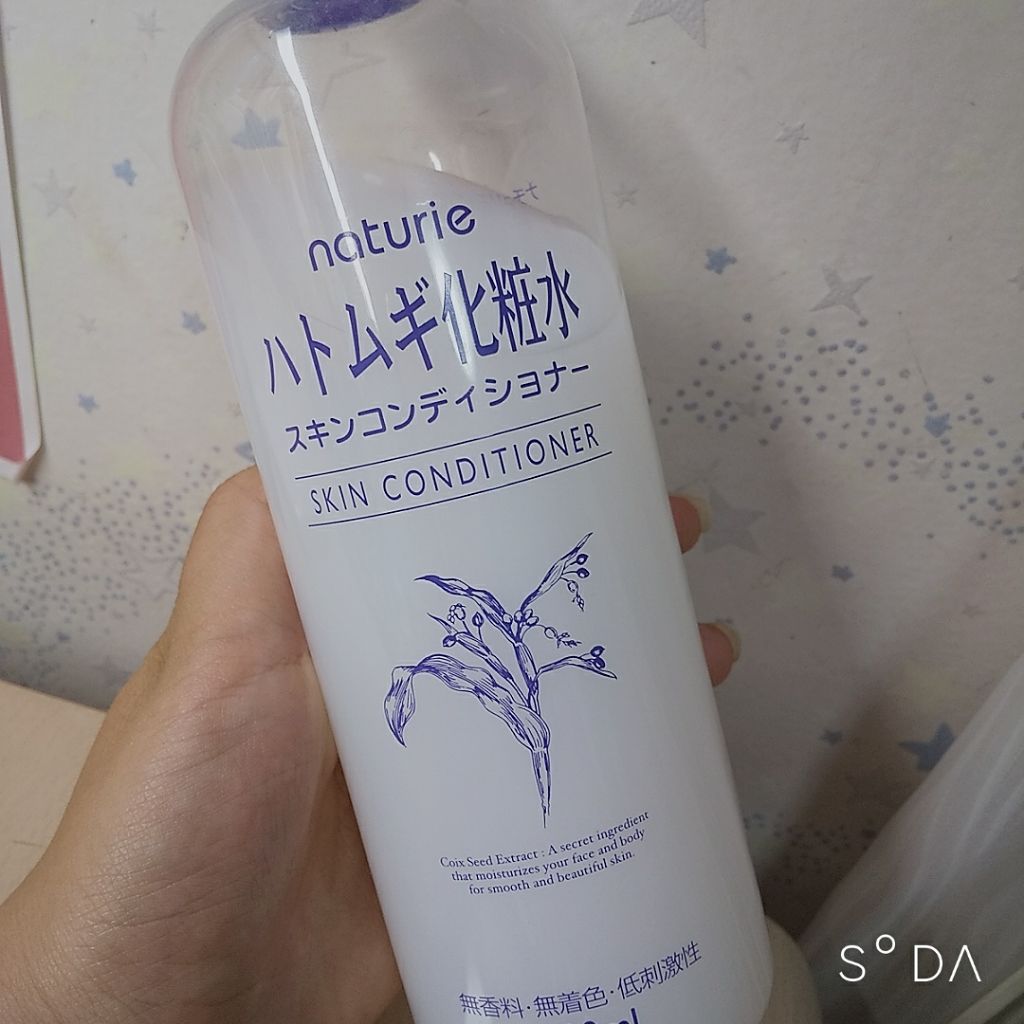 naturie
ハトムギ化粧水
スキンコンディショナー
SKIN CONDITIONER
Coix Seed Extract : A secret ingredient
that moisturizes your face and body
for smooth and beautiful skin.
無香料・無着色・低刺激性
SODA